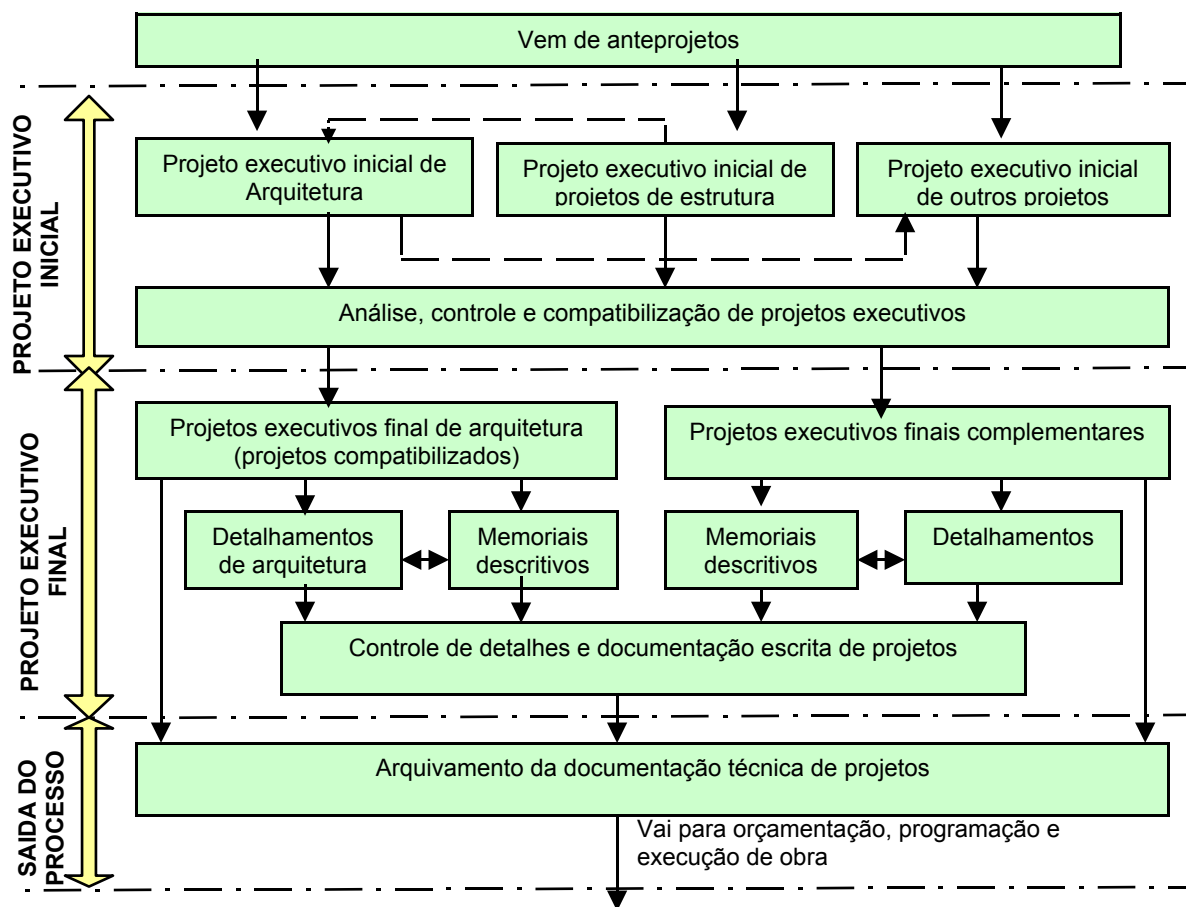 Vem de anteprojetos
PROJETO EXECUTIVO
INICIAL
Projeto executivo inicial de
Arquitetura
Projeto executivo inicial de
projetos de estrutura
Projeto executivo inicial
de outros projetos
Análise, controle e compatibilização de projetos executivos
PROJETO EXECUTIVO
FINAL
Projetos executivos final de arquitetura
(projetos compatibilizados)
Projetos executivos finais complementares
Detalhamentos
de arquitetura
Memoriais
descritivos
Memoriais
descritivos
Detalhamentos
Controle de detalhes e documentação escrita de projetos
SAIDA DO
PROCESSO
Arquivamento da documentação técnica de projetos
Vai para orçamentação, programação e
execução de obra